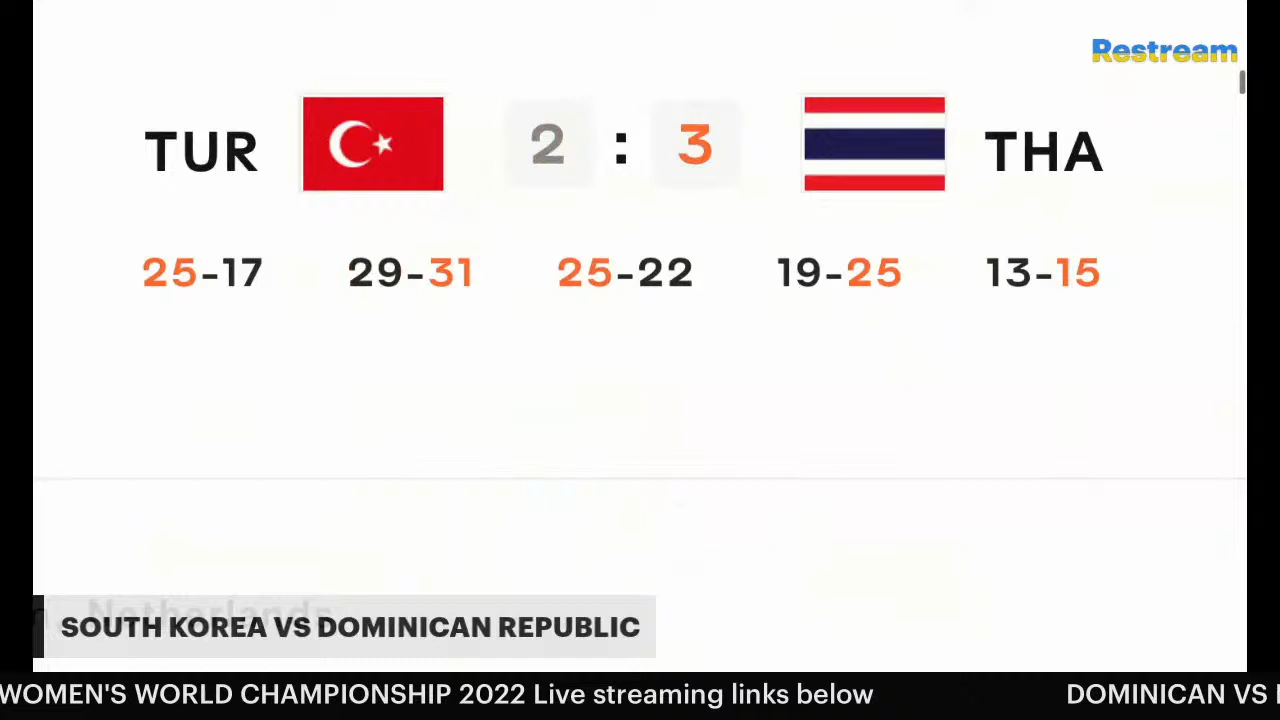 Restream
TUR 2 : 3 THA
25-17 29-31 25-22 19-25 13-15
Netherlands
SOUTH KOREA VS DOMINICAN REPUBLIC
WOMEN'S WORLD CHAMPIONSHIP 2022 Live streaming links below DOMINICAN VS